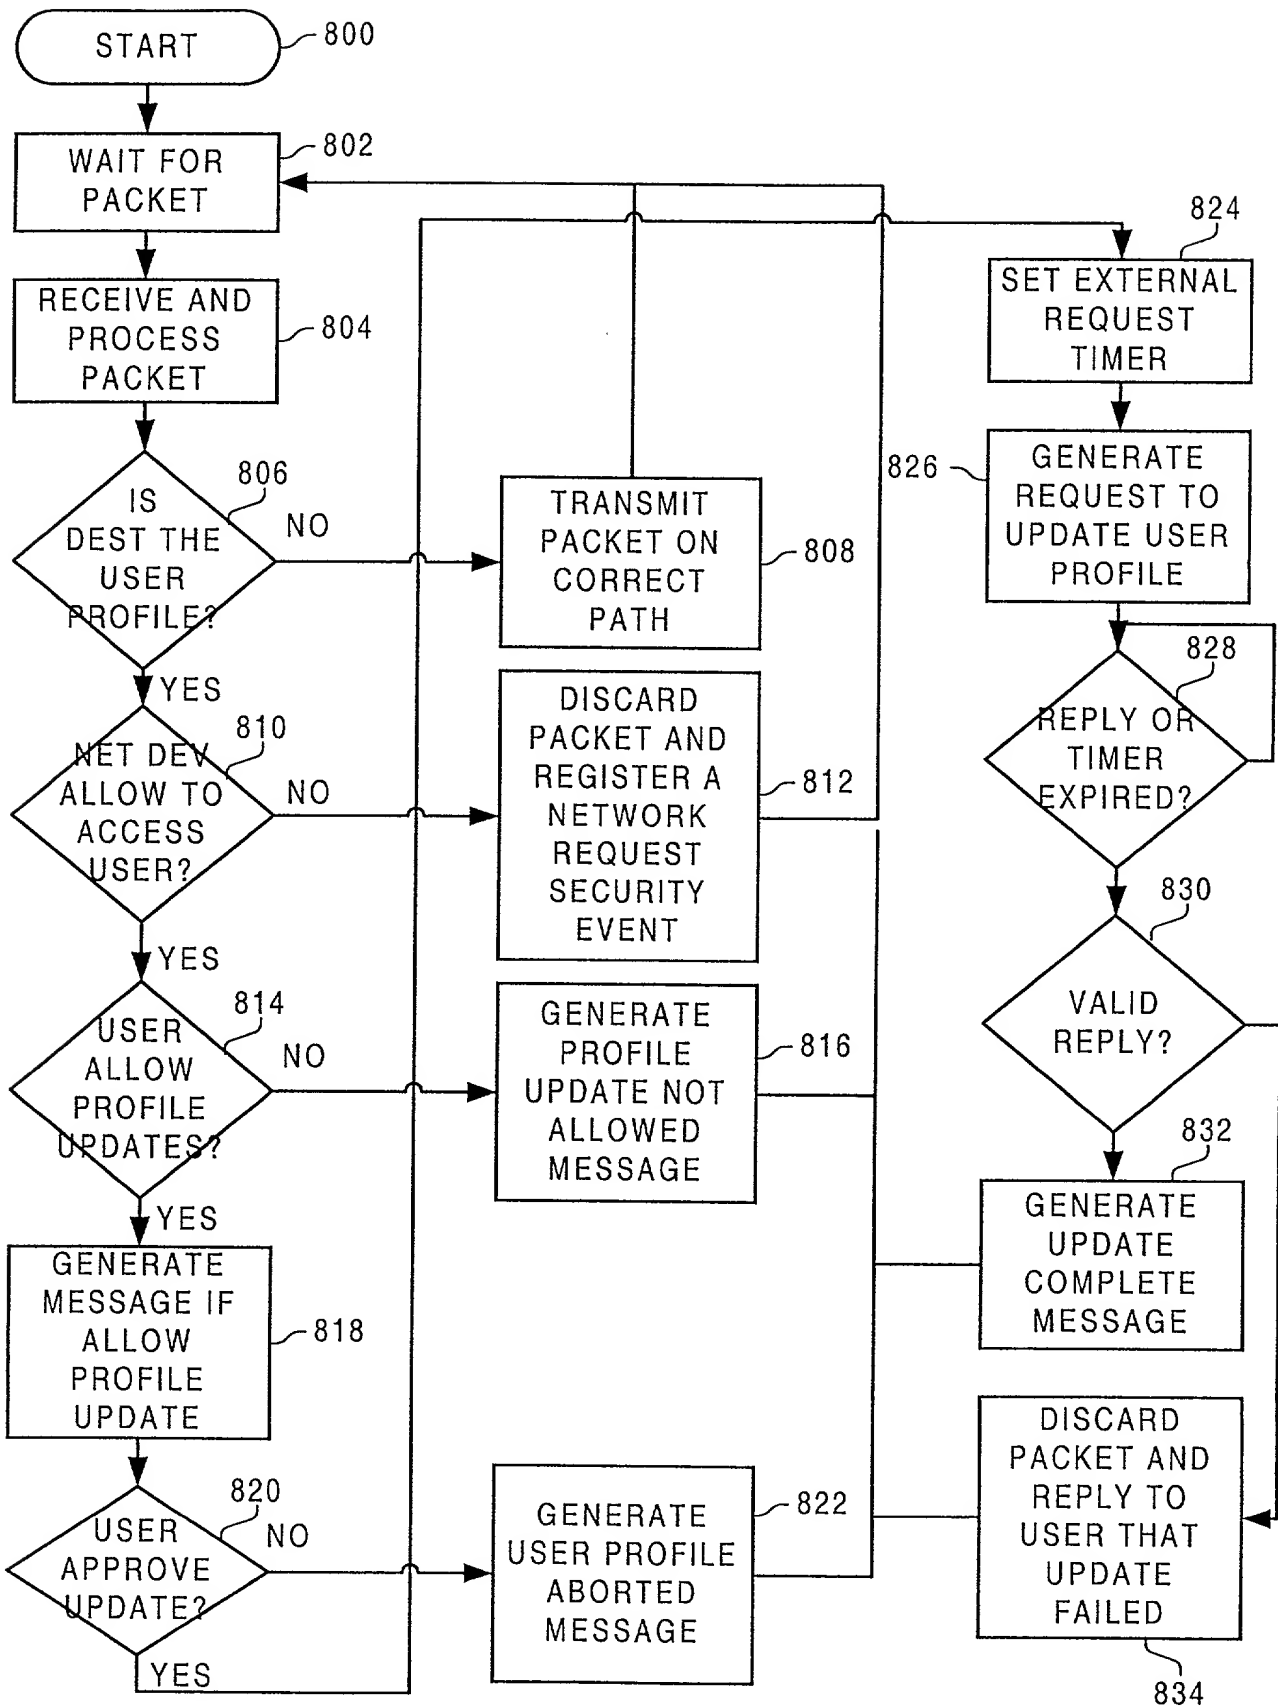 START
800
WAIT FOR
PACKET
802
RECEIVE AND
PROCESS
PACKET
804
IS
DEST THE
USER
PROFILE?
806
NO
YES
TRANSMIT
PACKET ON
CORRECT
PATH
808
NET DEV
ALLOW TO
ACCESS
USER?
810
NO
YES
DISCARD
PACKET AND
REGISTER A
NETWORK
REQUEST
SECURITY
EVENT
812
USER
ALLOW
PROFILE
UPDATES?
814
NO
YES
GENERATE
PROFILE
UPDATE NOT
ALLOWED
MESSAGE
816
GENERATE
MESSAGE IF
ALLOW
PROFILE
UPDATE
818
USER
APPROVE
UPDATE?
820
NO
YES
GENERATE
USER PROFILE
ABORTED
MESSAGE
822
824
SET EXTERNAL
REQUEST
TIMER
826
GENERATE
REQUEST TO
UPDATE USER
PROFILE
828
REPLY OR
TIMER
EXPIRED?
830
VALID
REPLY?
832
GENERATE
UPDATE
COMPLETE
MESSAGE
DISCARD
PACKET AND
REPLY TO
USER THAT
UPDATE
FAILED
834